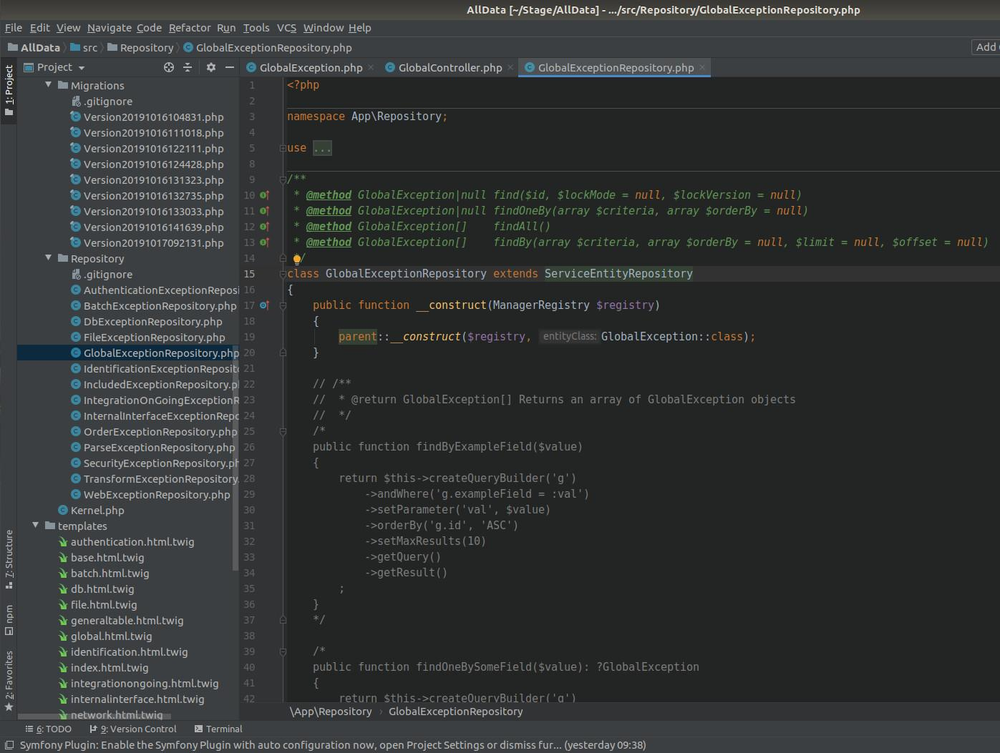 AllData [~/Stage/AllData] - .../src/Repository/GlobalExceptionRepository.php
File Edit View Navigate Code Refactor Run Tools VCS Window Help
AllData src Repository GlobalExceptionRepository.php
Add
1: Project
Project
Migrations
.gitignore
Version20191016104831.php
Version20191016111018.php
Version20191016122111.php
Version20191016124428.php
Version20191016131323.php
Version20191016132735.php
Version20191016133033.php
Version20191016141639.php
Version20191017092131.php
Repository
.gitignore
AuthenticationExceptionReposi
BatchExceptionRepository.php
DbExceptionRepository.php
FileExceptionRepository.php
GlobalExceptionRepository.php
IdentificationExceptionReposito
IncludedExceptionRepository.pl
IntegrationOnGoingExceptionR
InternalInterfaceExceptionRepo
OrderExceptionRepository.php
ParseExceptionRepository.php
SecurityExceptionRepository.ph
TransformExceptionRepository.
WebExceptionRepository.php
Kernel.php
templates
authentication.html.twig
base.html.twig
batch.html.twig
db.html.twig
file.html.twig
generaltable.html.twig
global.html.twig
identification.html.twig
index.html.twig
integrationongoing.html.twig
internalinterface.html.twig
network.html.twig
7: Structure
npm
2: Favorites
GlobalException.php GlobalController.php GlobalExceptionRepository.php
1 <?php
2
3 namespace App\Repository;
4
5 use ...
8
9 /**
10 * @method GlobalException|null find($id, $lockMode = null, $lockVersion = null)
11 * @method GlobalException|null findOneBy(array $criteria, array $orderBy = null)
12 * @method GlobalException[]    findAll()
13 * @method GlobalException[]    findBy(array $criteria, array $orderBy = null, $limit = null, $offset = null)
14 */
15 class GlobalExceptionRepository extends ServiceEntityRepository
16 {
17     public function __construct(ManagerRegistry $registry)
18     {
19         parent::__construct($registry, entityClass: GlobalException::class);
20     }
21
22     // /**
23     //  * @return GlobalException[] Returns an array of GlobalException objects
24     //  */
25     /*
26     public function findByExampleField($value)
27     {
28         return $this->createQueryBuilder('g')
29             ->andWhere('g.exampleField = :val')
30             ->setParameter('val', $value)
31             ->orderBy('g.id', 'ASC')
32             ->setMaxResults(10)
33             ->getQuery()
34             ->getResult()
35         ;
36     }
37     */
38
39     /*
40     public function findOneBySomeField($value): ?GlobalException
41     {
42         return $this->createQueryBuilder('g')
\App\Repository › GlobalExceptionRepository
6: TODO 9: Version Control Terminal
Symfony Plugin: Enable the Symfony Plugin with auto configuration now, open Project Settings or dismiss fur... (yesterday 09:38)